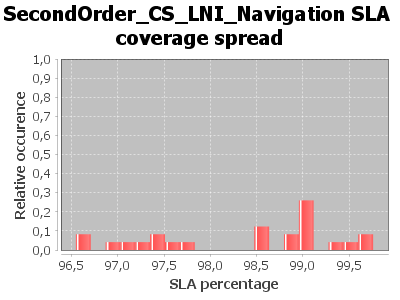 SecondOrder_CS_LNI_Navigation SLA
coverage spread
1,0
0,9
0,8
0,7
0,6
0,5
0,4
0,3
0,2
0,1
0,0
Relative occurence
96,5 97,0 97,5 98,0 98,5 99,0 99,5
SLA percentage